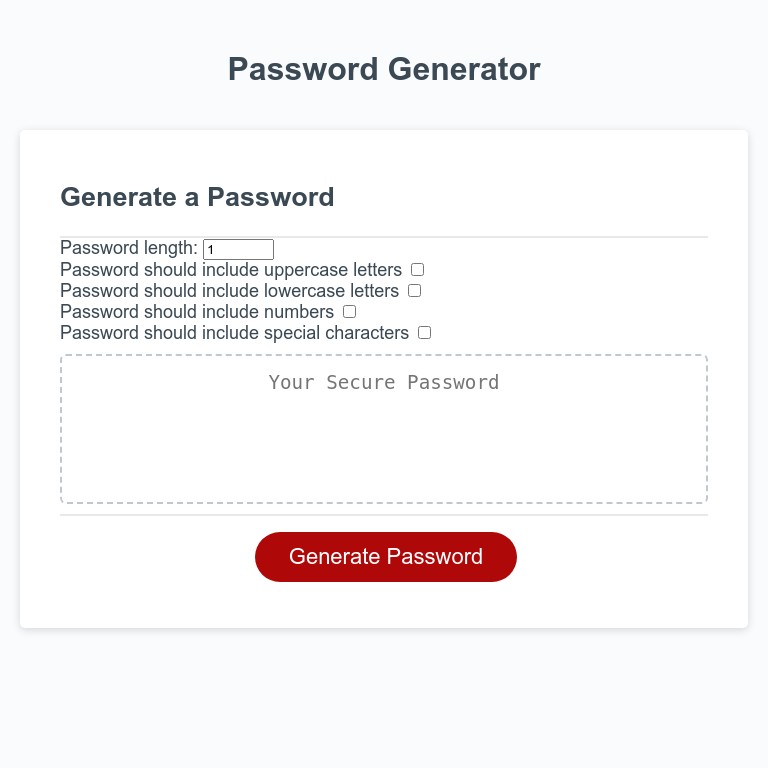 Password Generator
Generate a Password
Password length: 1
Password should include uppercase letters
Password should include lowercase letters
Password should include numbers
Password should include special characters
Your Secure Password
Generate Password